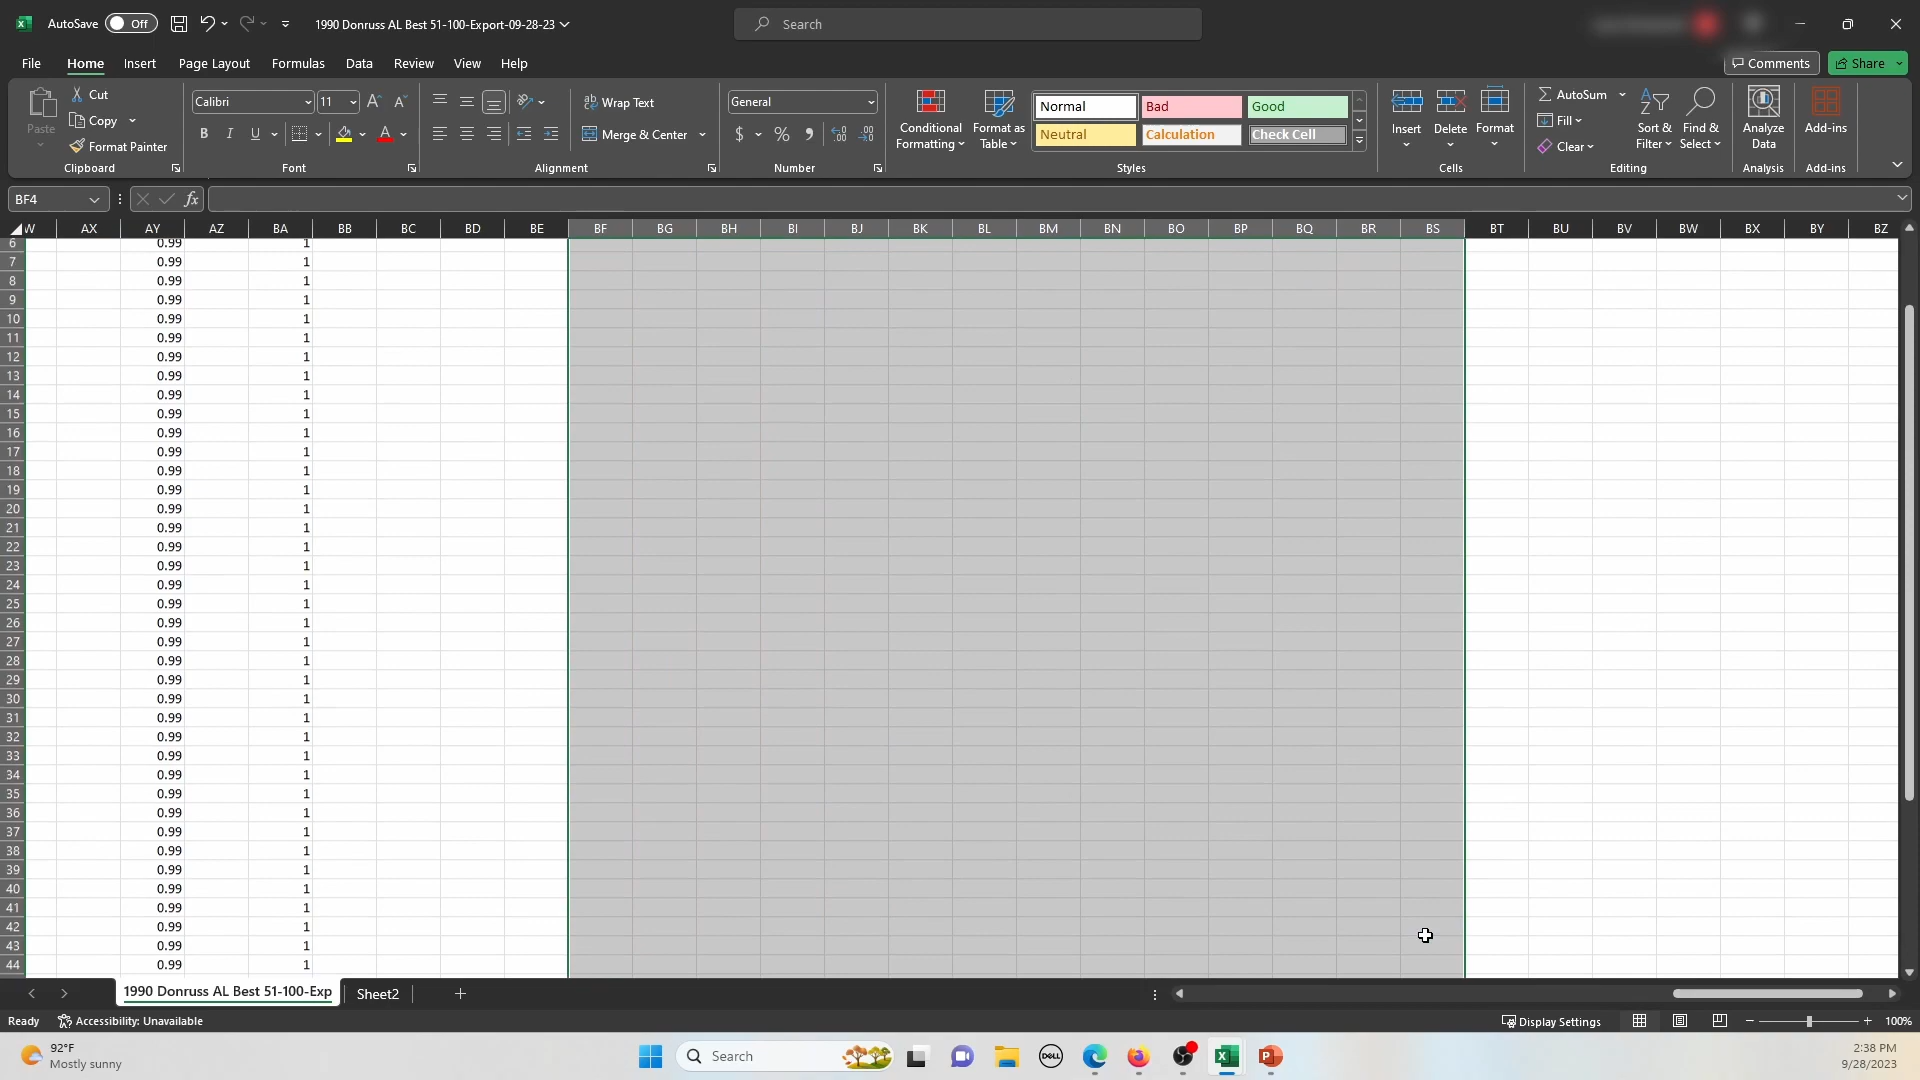 AutoSave Off 1990 Donruss AL Best 51-100-Export-09-28-23 Search
File Home Insert Page Layout Formulas Data Review View Help Comments Share
Paste Cut Copy Format Painter Clipboard
Calibri 11 B I U Font
Wrap Text Merge & Center Alignment
General $ % Number
Conditional Formatting Format as Table Normal Bad Good Neutral Calculation Check Cell Styles
Insert Delete Format Cells
AutoSum Fill Clear Sort & Filter Find & Select Editing
Analyze Data Analysis
Add-ins Add-ins
BF4 fx
W AX AY AZ BA BB BC BD BE BF BG BH BI BJ BK BL BM BN BO BP BQ BR BS BT BU BV BW BX BY BZ
6 0.99 1
7 0.99 1
8 0.99 1
9 0.99 1
10 0.99 1
11 0.99 1
12 0.99 1
13 0.99 1
14 0.99 1
15 0.99 1
16 0.99 1
17 0.99 1
18 0.99 1
19 0.99 1
20 0.99 1
21 0.99 1
22 0.99 1
23 0.99 1
24 0.99 1
25 0.99 1
26 0.99 1
27 0.99 1
28 0.99 1
29 0.99 1
30 0.99 1
31 0.99 1
32 0.99 1
33 0.99 1
34 0.99 1
35 0.99 1
36 0.99 1
37 0.99 1
38 0.99 1
39 0.99 1
40 0.99 1
41 0.99 1
42 0.99 1
43 0.99 1
44 0.99 1
1990 Donruss AL Best 51-100-Exp Sheet2
Ready Accessibility: Unavailable Display Settings 100%
92°F
Mostly sunny
Search
DELL
2:38 PM
9/28/2023